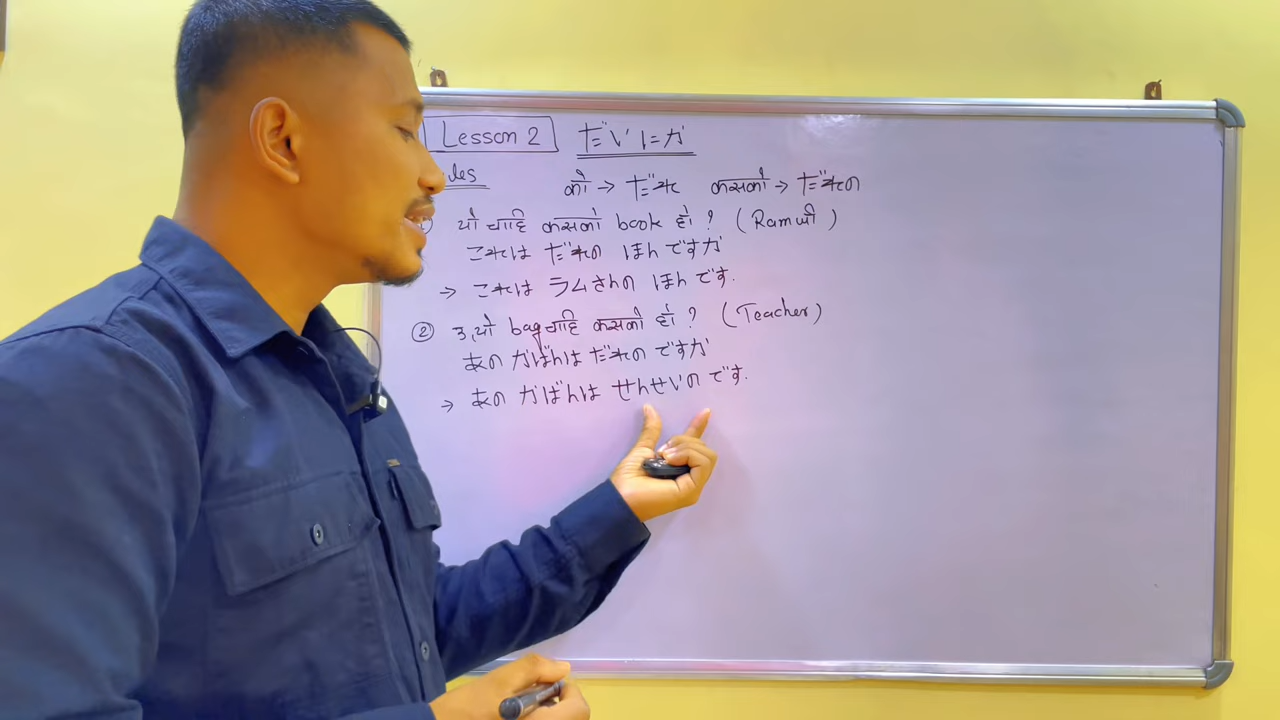 Lesson 2 だい 1=か
les को → だれ कसको → だれの
① यो चाहि कसको book हो ? (Ram जी)
これは だれの ほん ですか
→ これは ラムさんの ほん です.
② उ,यो bag चाहि कसको हो ? (Teacher)
あの かばんは だれの ですか
→ あの かばんは せんせいの です.